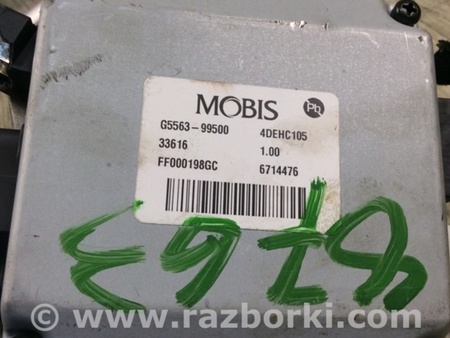 MOBIS
Pb
G5563-99500 4DEHC105
33616 1.00
FF000198GC 6714476
© www.razborki.com